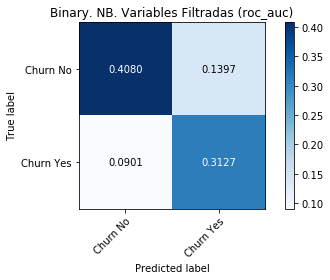 Binary. NB. Variables Filtradas (roc_auc)
True label
Churn No
Churn Yes
0.4080
0.1397
0.0901
0.3127
Churn No
Churn Yes
Predicted label
0.40
0.35
0.30
0.25
0.20
0.15
0.10